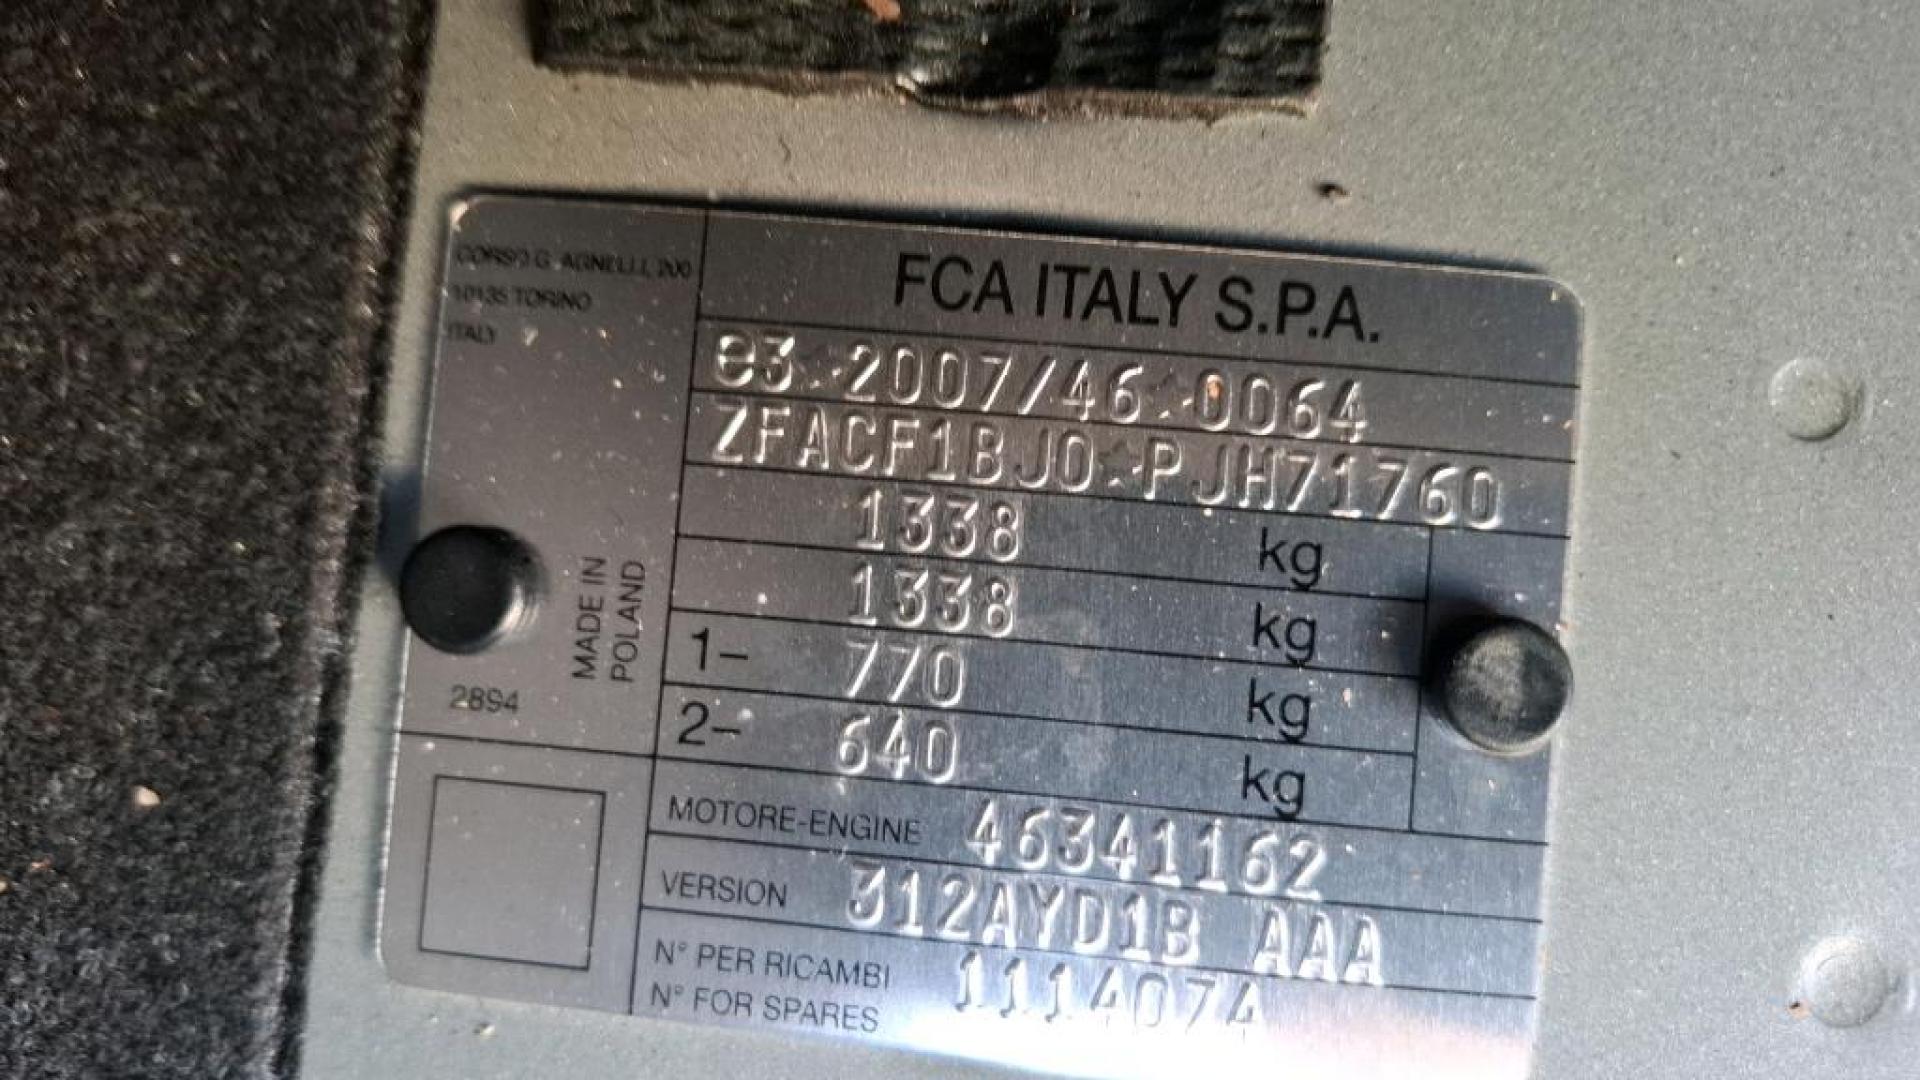 CORSO G. AGNELLI, 200
10135 TORINO
ITALY
FCA ITALY S.P.A.
e3*2007/46*0064
ZFACF1BJ0*PJH71760
1338 kg
1338 kg
1- 770 kg
2- 640 kg
MADE IN
POLAND
2894
MOTORE-ENGINE 46341162
VERSION 312AYD1B AAA
N° PER RICAMBI
N° FOR SPARES
1114074